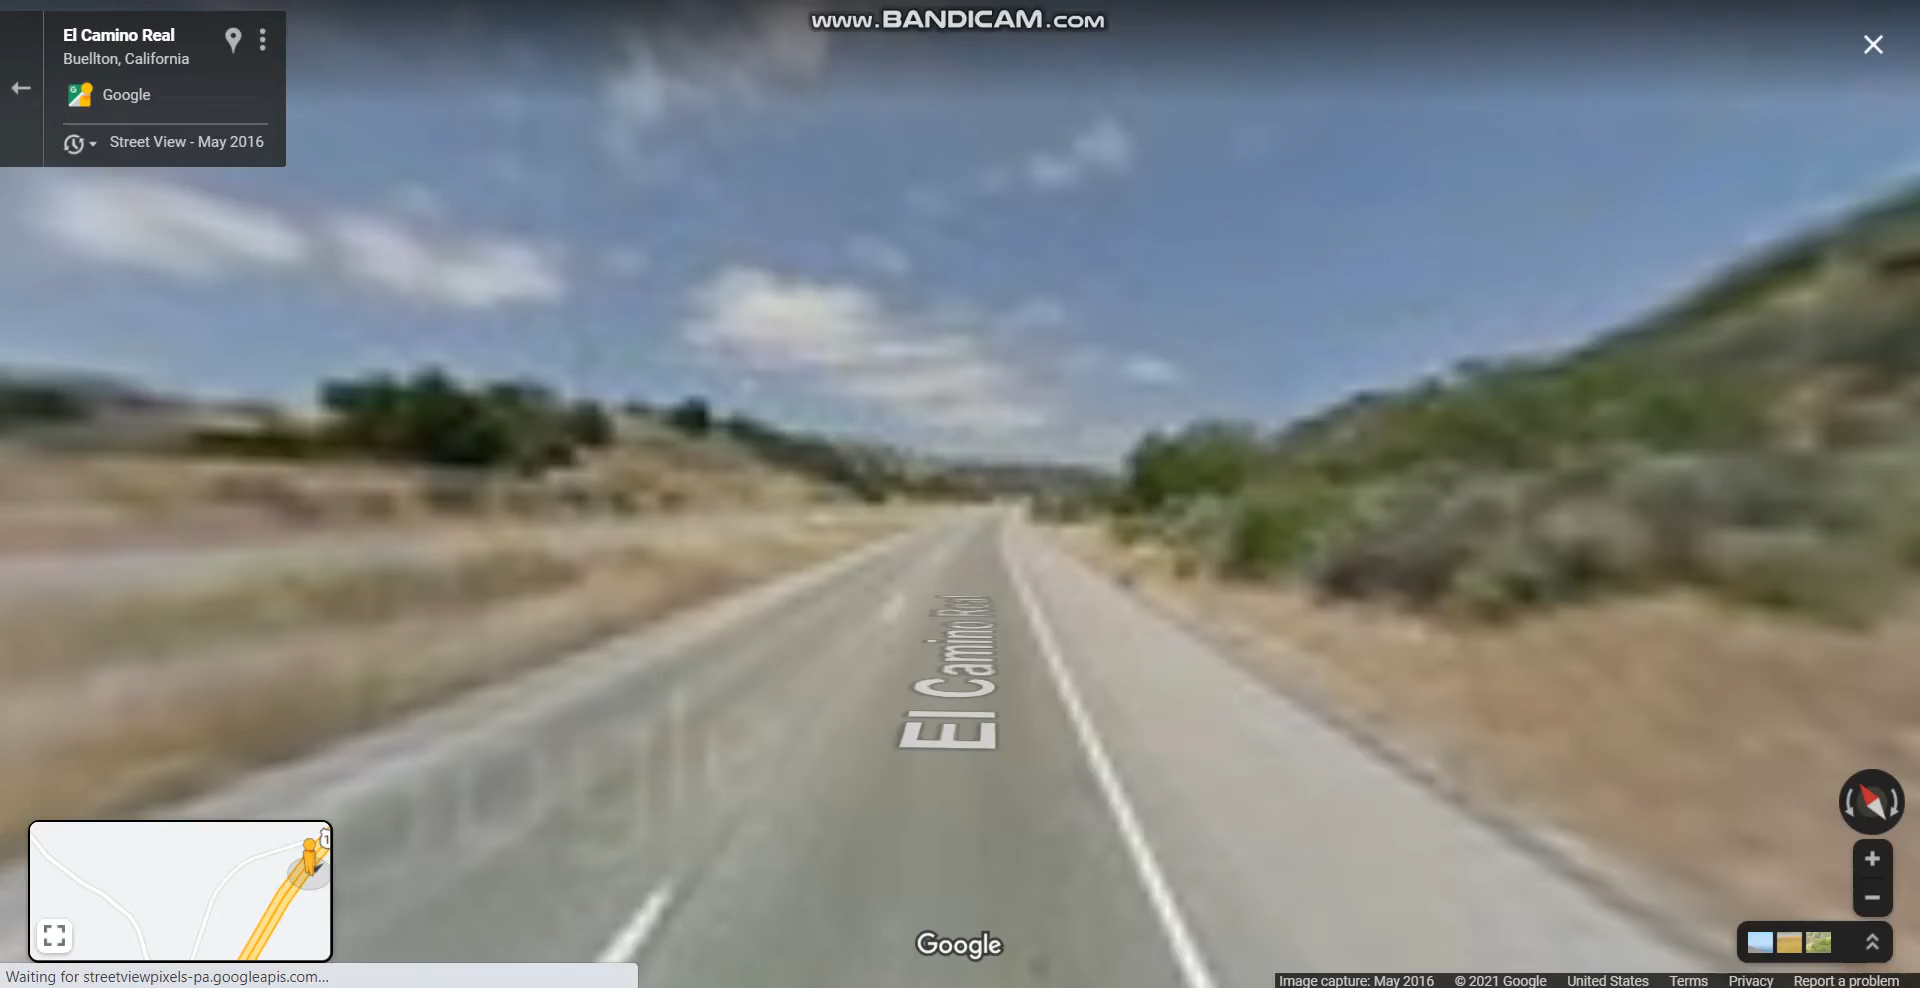 www.BANDICAM.com
El Camino Real
Buellton, California
Google
Street View - May 2016
El Camino Real
Google
Waiting for streetviewpixels-pa.googleapis.com...
Image capture: May 2016 © 2021 Google United States Terms Privacy Report a problem